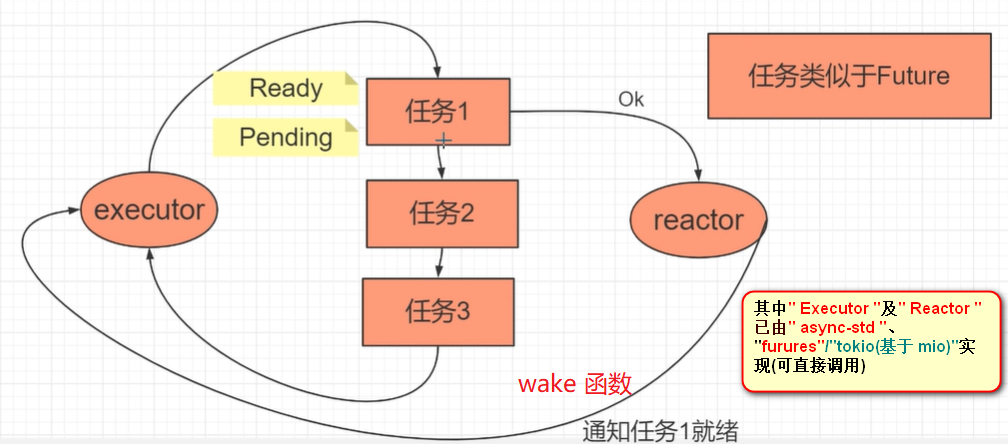 Ready
Pending
任务1
Ok
任务类似于Future
executor
任务2
reactor
任务3
其中" Executor "及" Reactor "
已由" async-std "、
"furures"/"tokio(基于 mio)"实
现(可直接调用)
wake 函数
通知任务1就绪